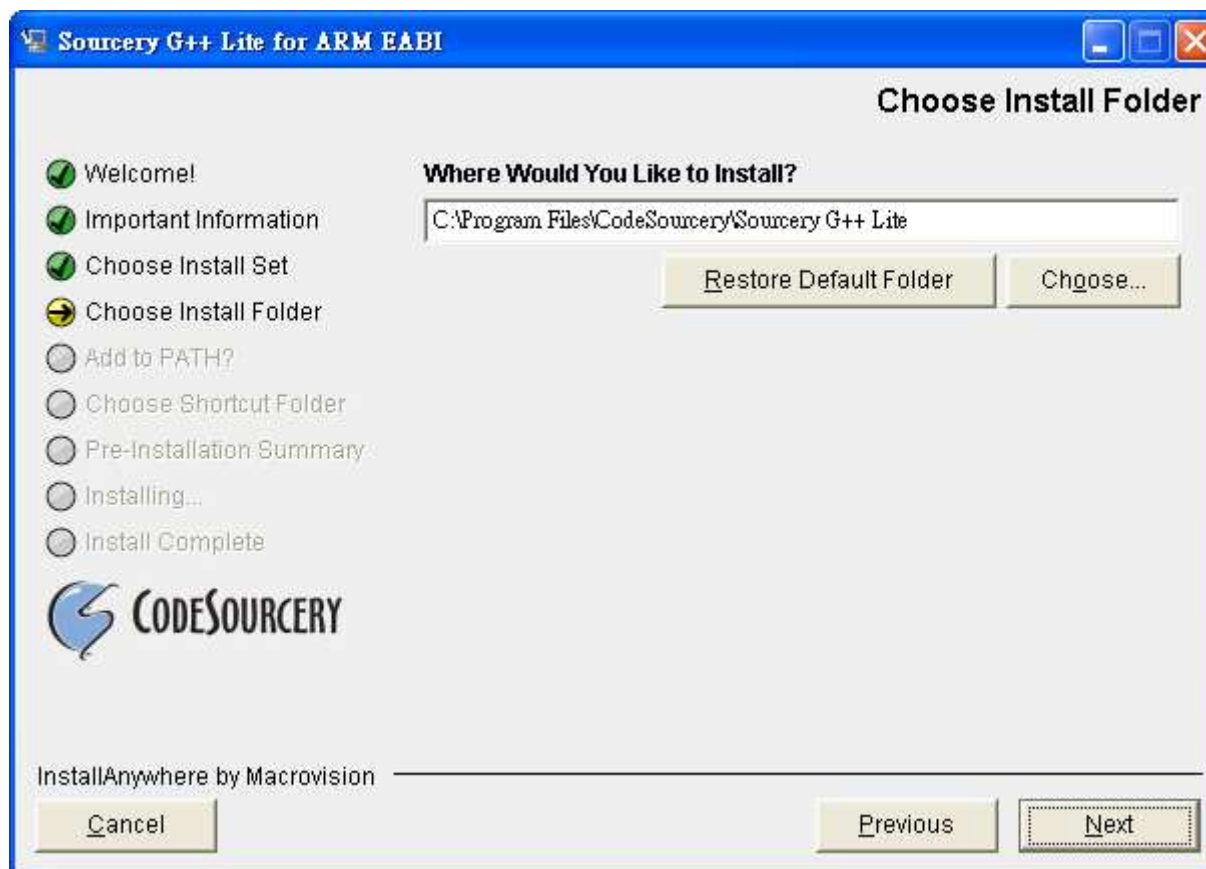 Sourcery G++ Lite for ARM EABI
Choose Install Folder
Welcome!
Important Information
Choose Install Set
Choose Install Folder
Add to PATH?
Choose Shortcut Folder
Pre-Installation Summary
Installing...
Install Complete
CODESOURCERY
Where Would You Like to Install?
C:\Program Files\CodeSourcery\Sourcery G++ Lite
Restore Default Folder
Choose...
InstallAnywhere by Macrovision
Cancel
Previous
Next